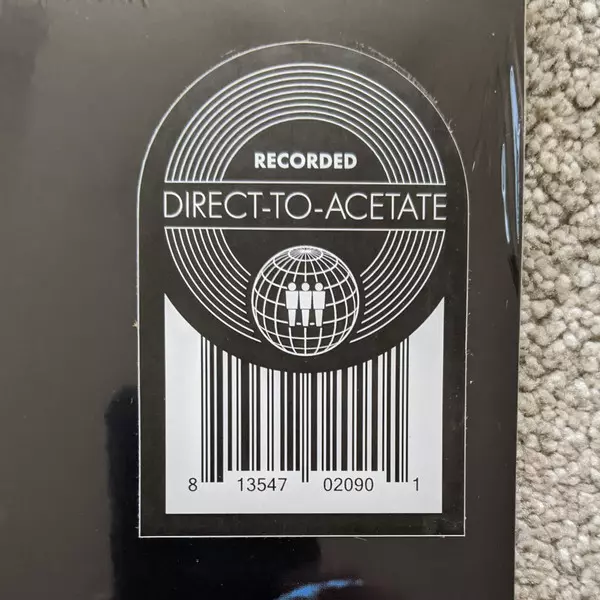 RECORDED
DIRECT-TO-ACETATE
8 13547 02090 1